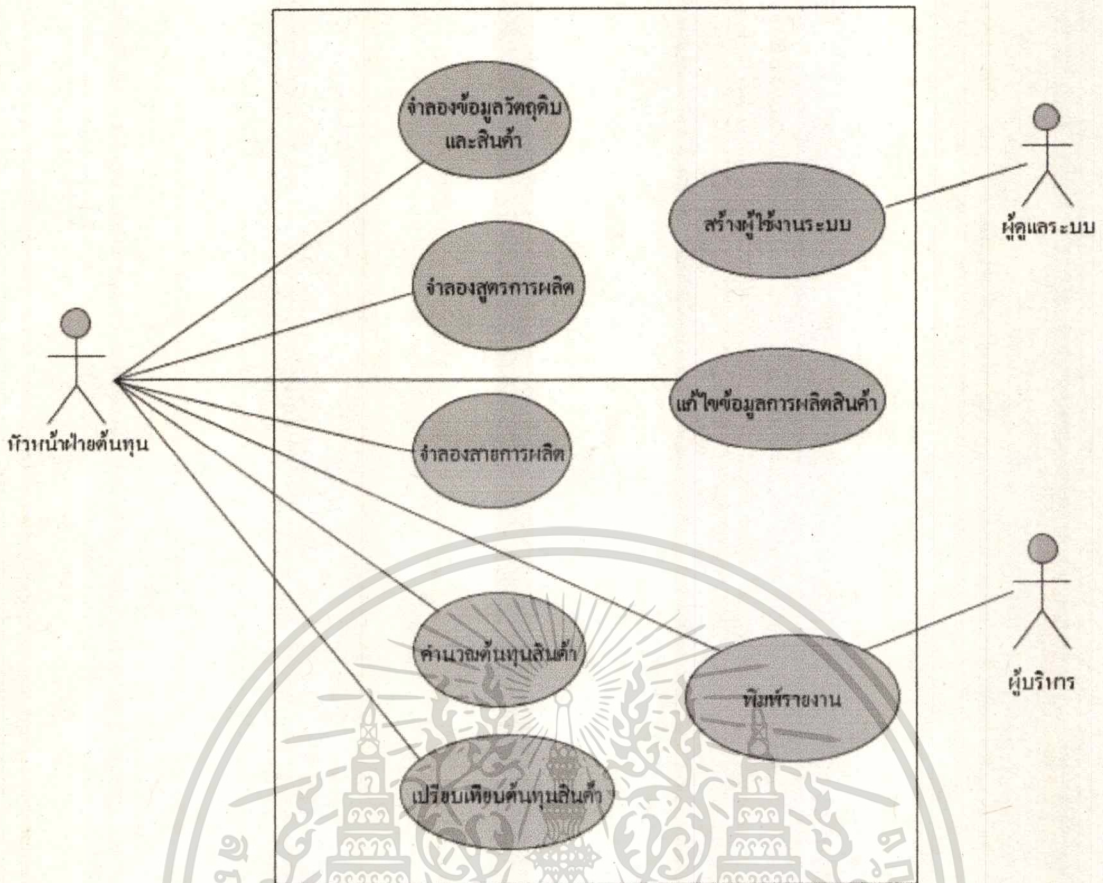 จำลองข้อมูลวัตถุดิบ
และสินค้า
สร้างผู้ใช้งานระบบ
ผู้ดูแลระบบ
จำลองสูตรการผลิต
แก้ไขข้อมูลการผลิตสินค้า
หัวหน้าฝ่ายต้นทุน
จำลองสายการผลิต
คำนวณต้นทุนสินค้า
พิมพ์รายงาน
ผู้บริหาร
เปรียบเทียบต้นทุนสินค้า